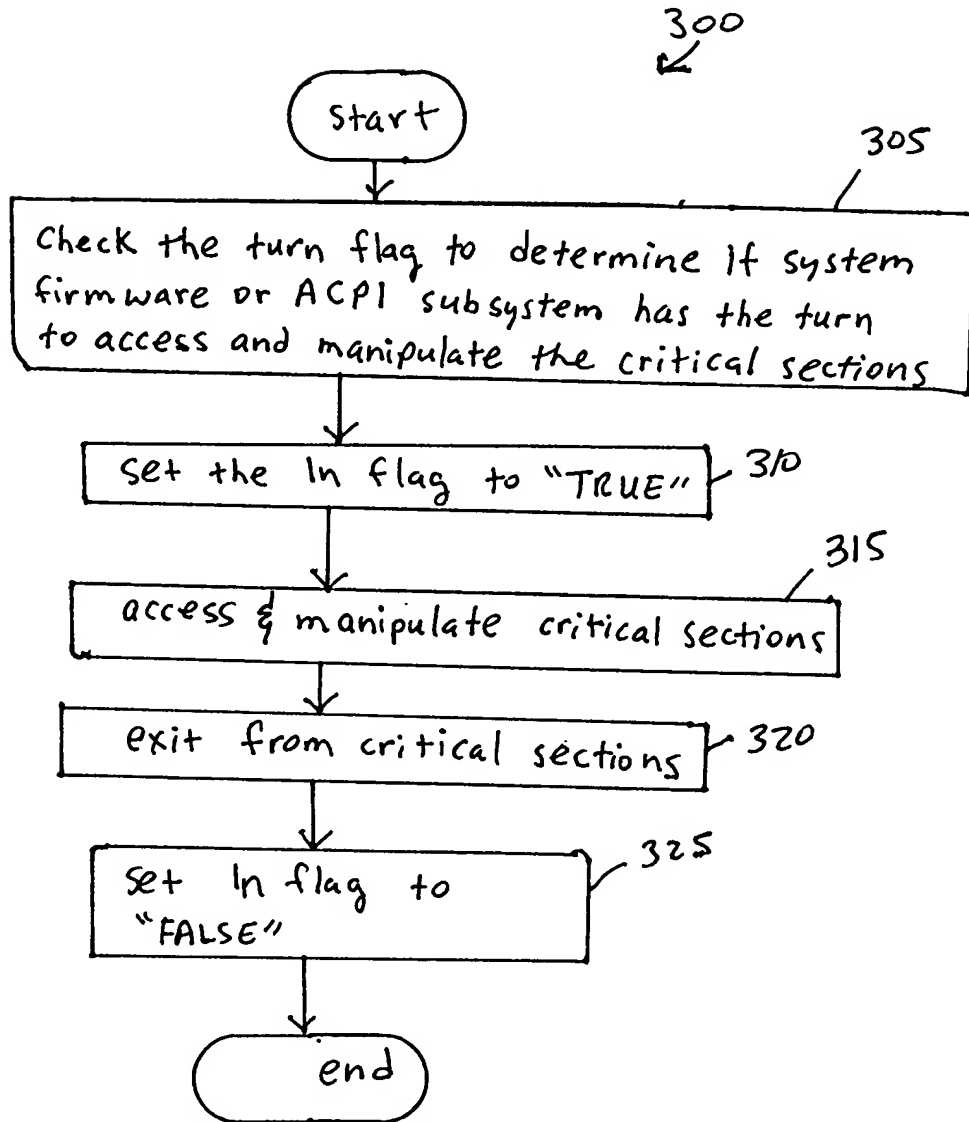 300
start
305
Check the turn flag to determine if system
firmware or ACPI subsystem has the turn
to access and manipulate the critical sections
set the In flag to "TRUE"
310
315
access & manipulate critical sections
exit from critical sections
320
325
set In flag to
"FALSE"
end